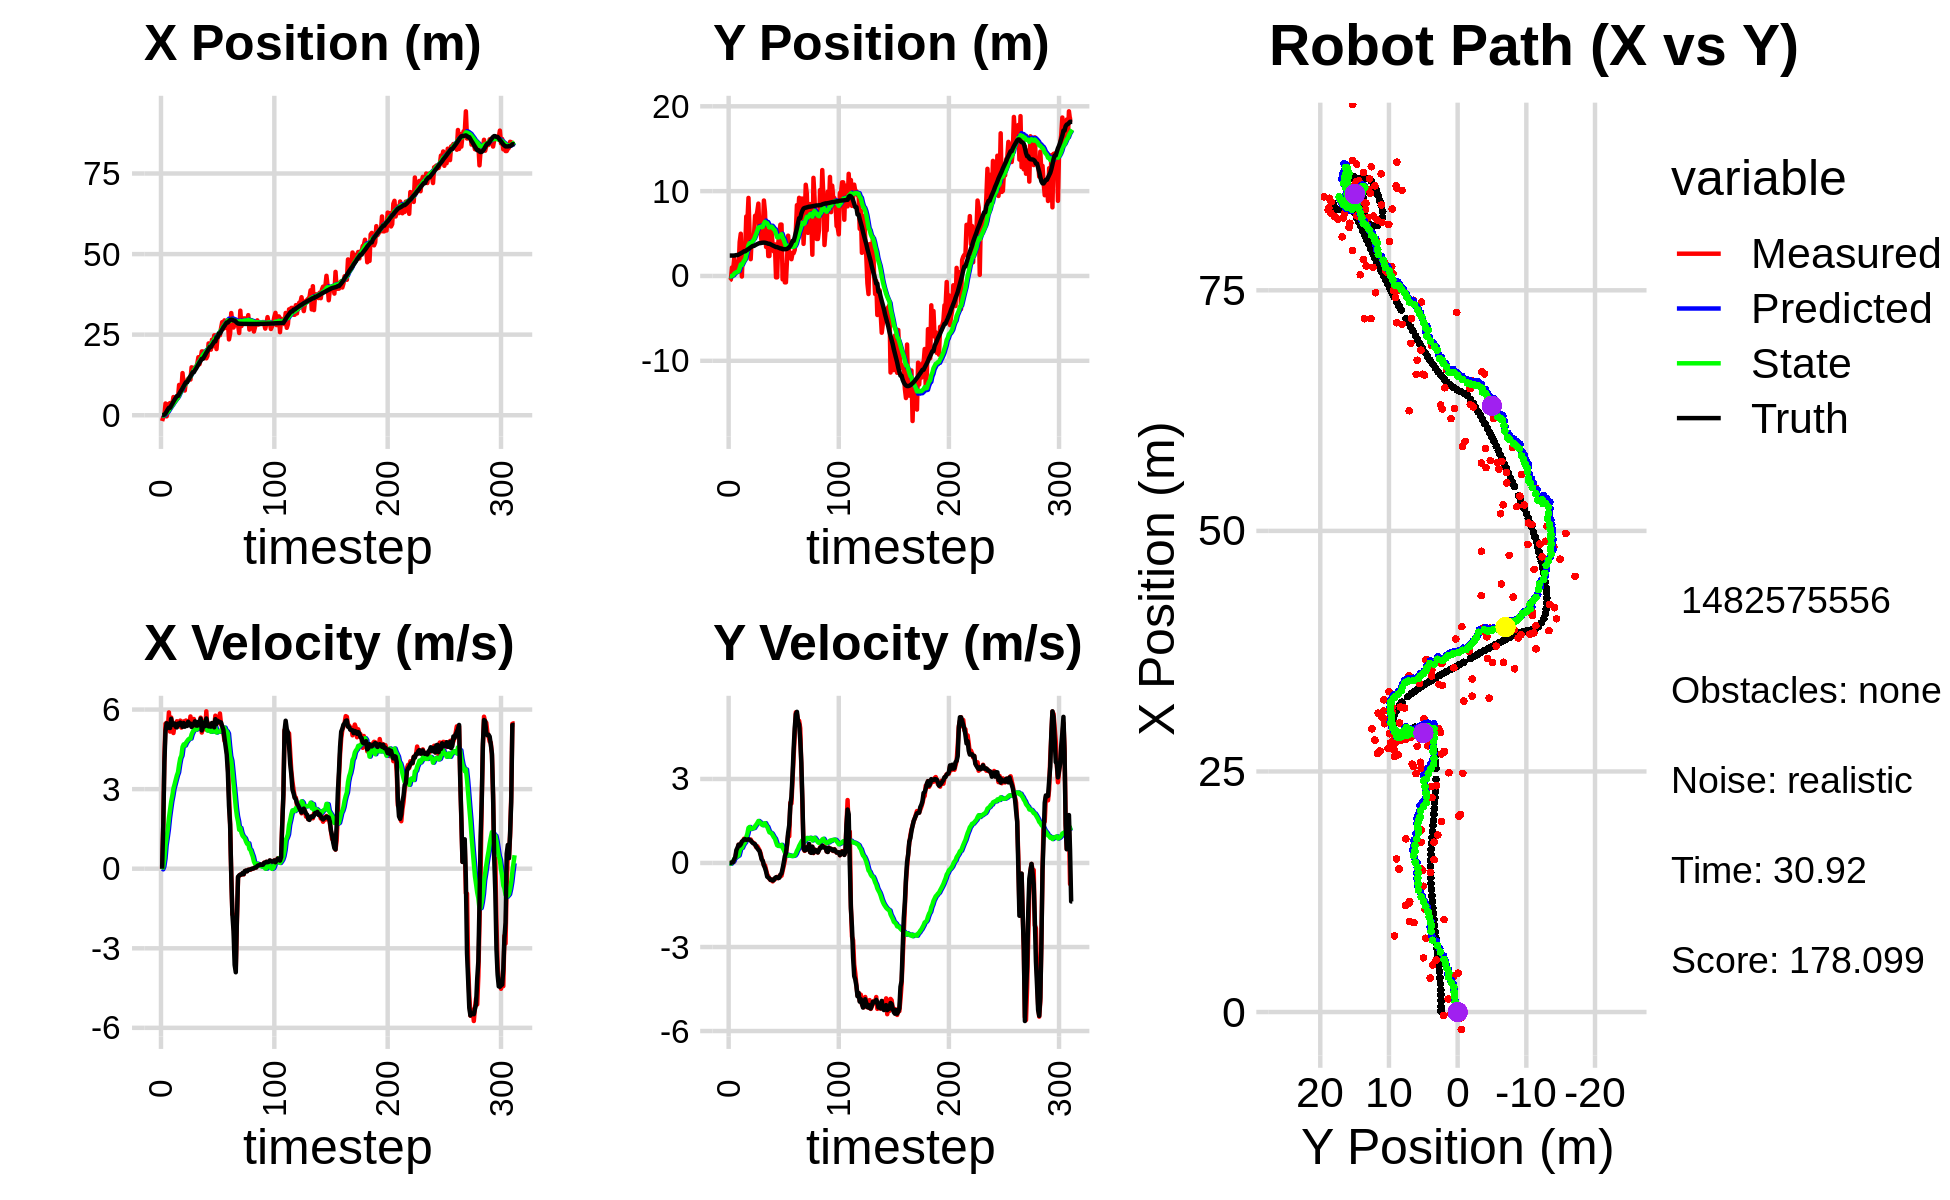 X Position (m)
75
50
25
0
0 100 200 300
timestep
Y Position (m)
20
10
0
-10
0 100 200 300
timestep
X Velocity (m/s)
6
3
0
-3
-6
0 100 200 300
timestep
Y Velocity (m/s)
3
0
-3
-6
0 100 200 300
timestep
Robot Path (X vs Y)
X Position (m)
75
50
25
0
20 10 0 -10 -20
Y Position (m)
variable
Measured
Predicted
State
Truth
1482575556
Obstacles: none
Noise: realistic
Time: 30.92
Score: 178.099